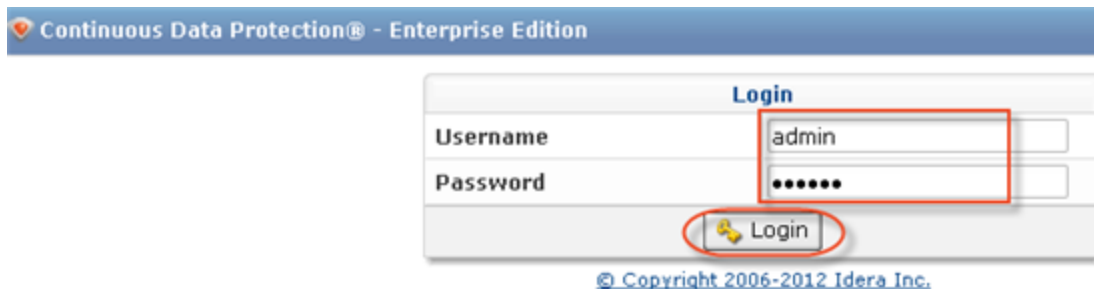 Continuous Data Protection® - Enterprise Edition
Login
Username admin
Password ••••••
Login
© Copyright 2006-2012 Idera Inc.